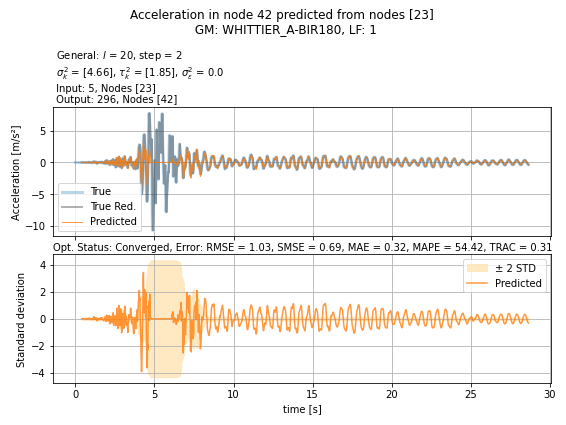 Acceleration in node 42 predicted from nodes [23]
GM: WHITTIER_A-BIR180, LF: 1
General: l = 20, step = 2
σ²ₖ = [4.66], τ²ₖ = [1.85], σ²ε = 0.0
Input: 5, Nodes [23]
Output: 296, Nodes [42]
Acceleration [m/s²]
5
0
−5
−10
True
True Red.
Predicted
Opt. Status: Converged, Error: RMSE = 1.03, SMSE = 0.69, MAE = 0.32, MAPE = 54.42, TRAC = 0.31
Standard deviation
4
2
0
−2
−4
± 2 STD
Predicted
0 5 10 15 20 25 30
time [s]